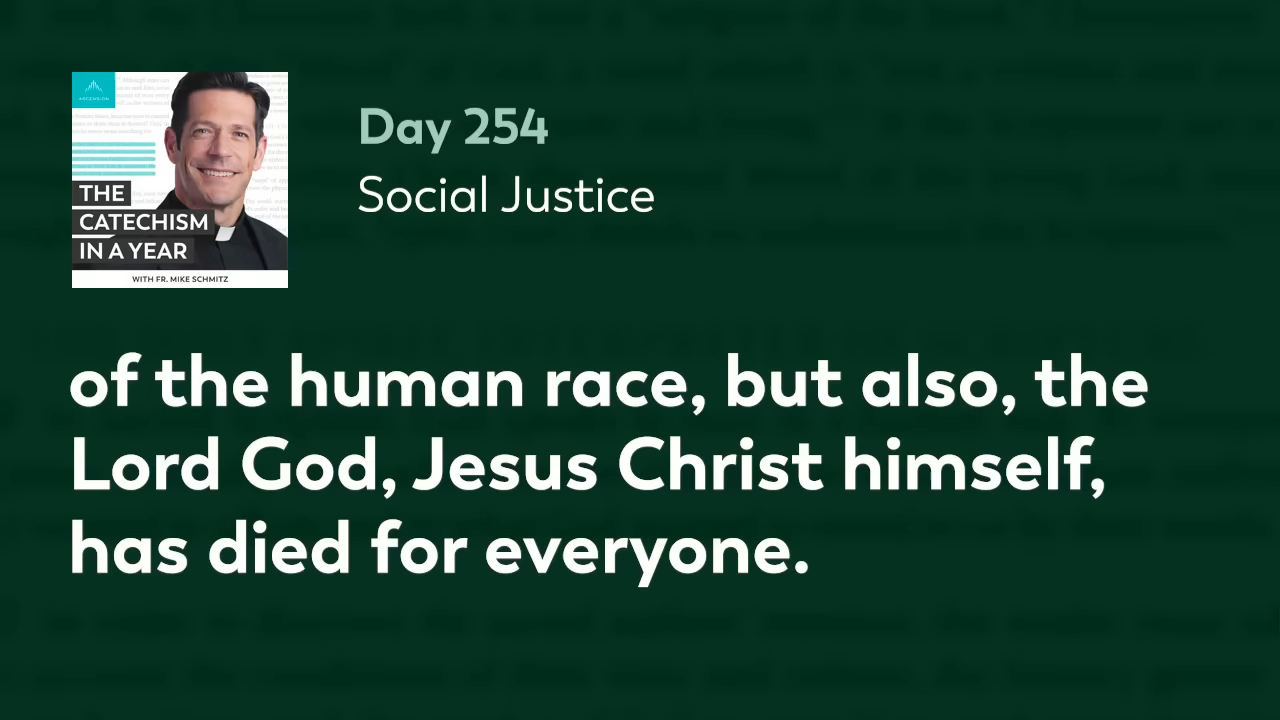 ASCENSION
THE
CATECHISM
IN A YEAR
WITH FR. MIKE SCHMITZ
Day 254
Social Justice
of the human race, but also, the
Lord God, Jesus Christ himself,
has died for everyone.